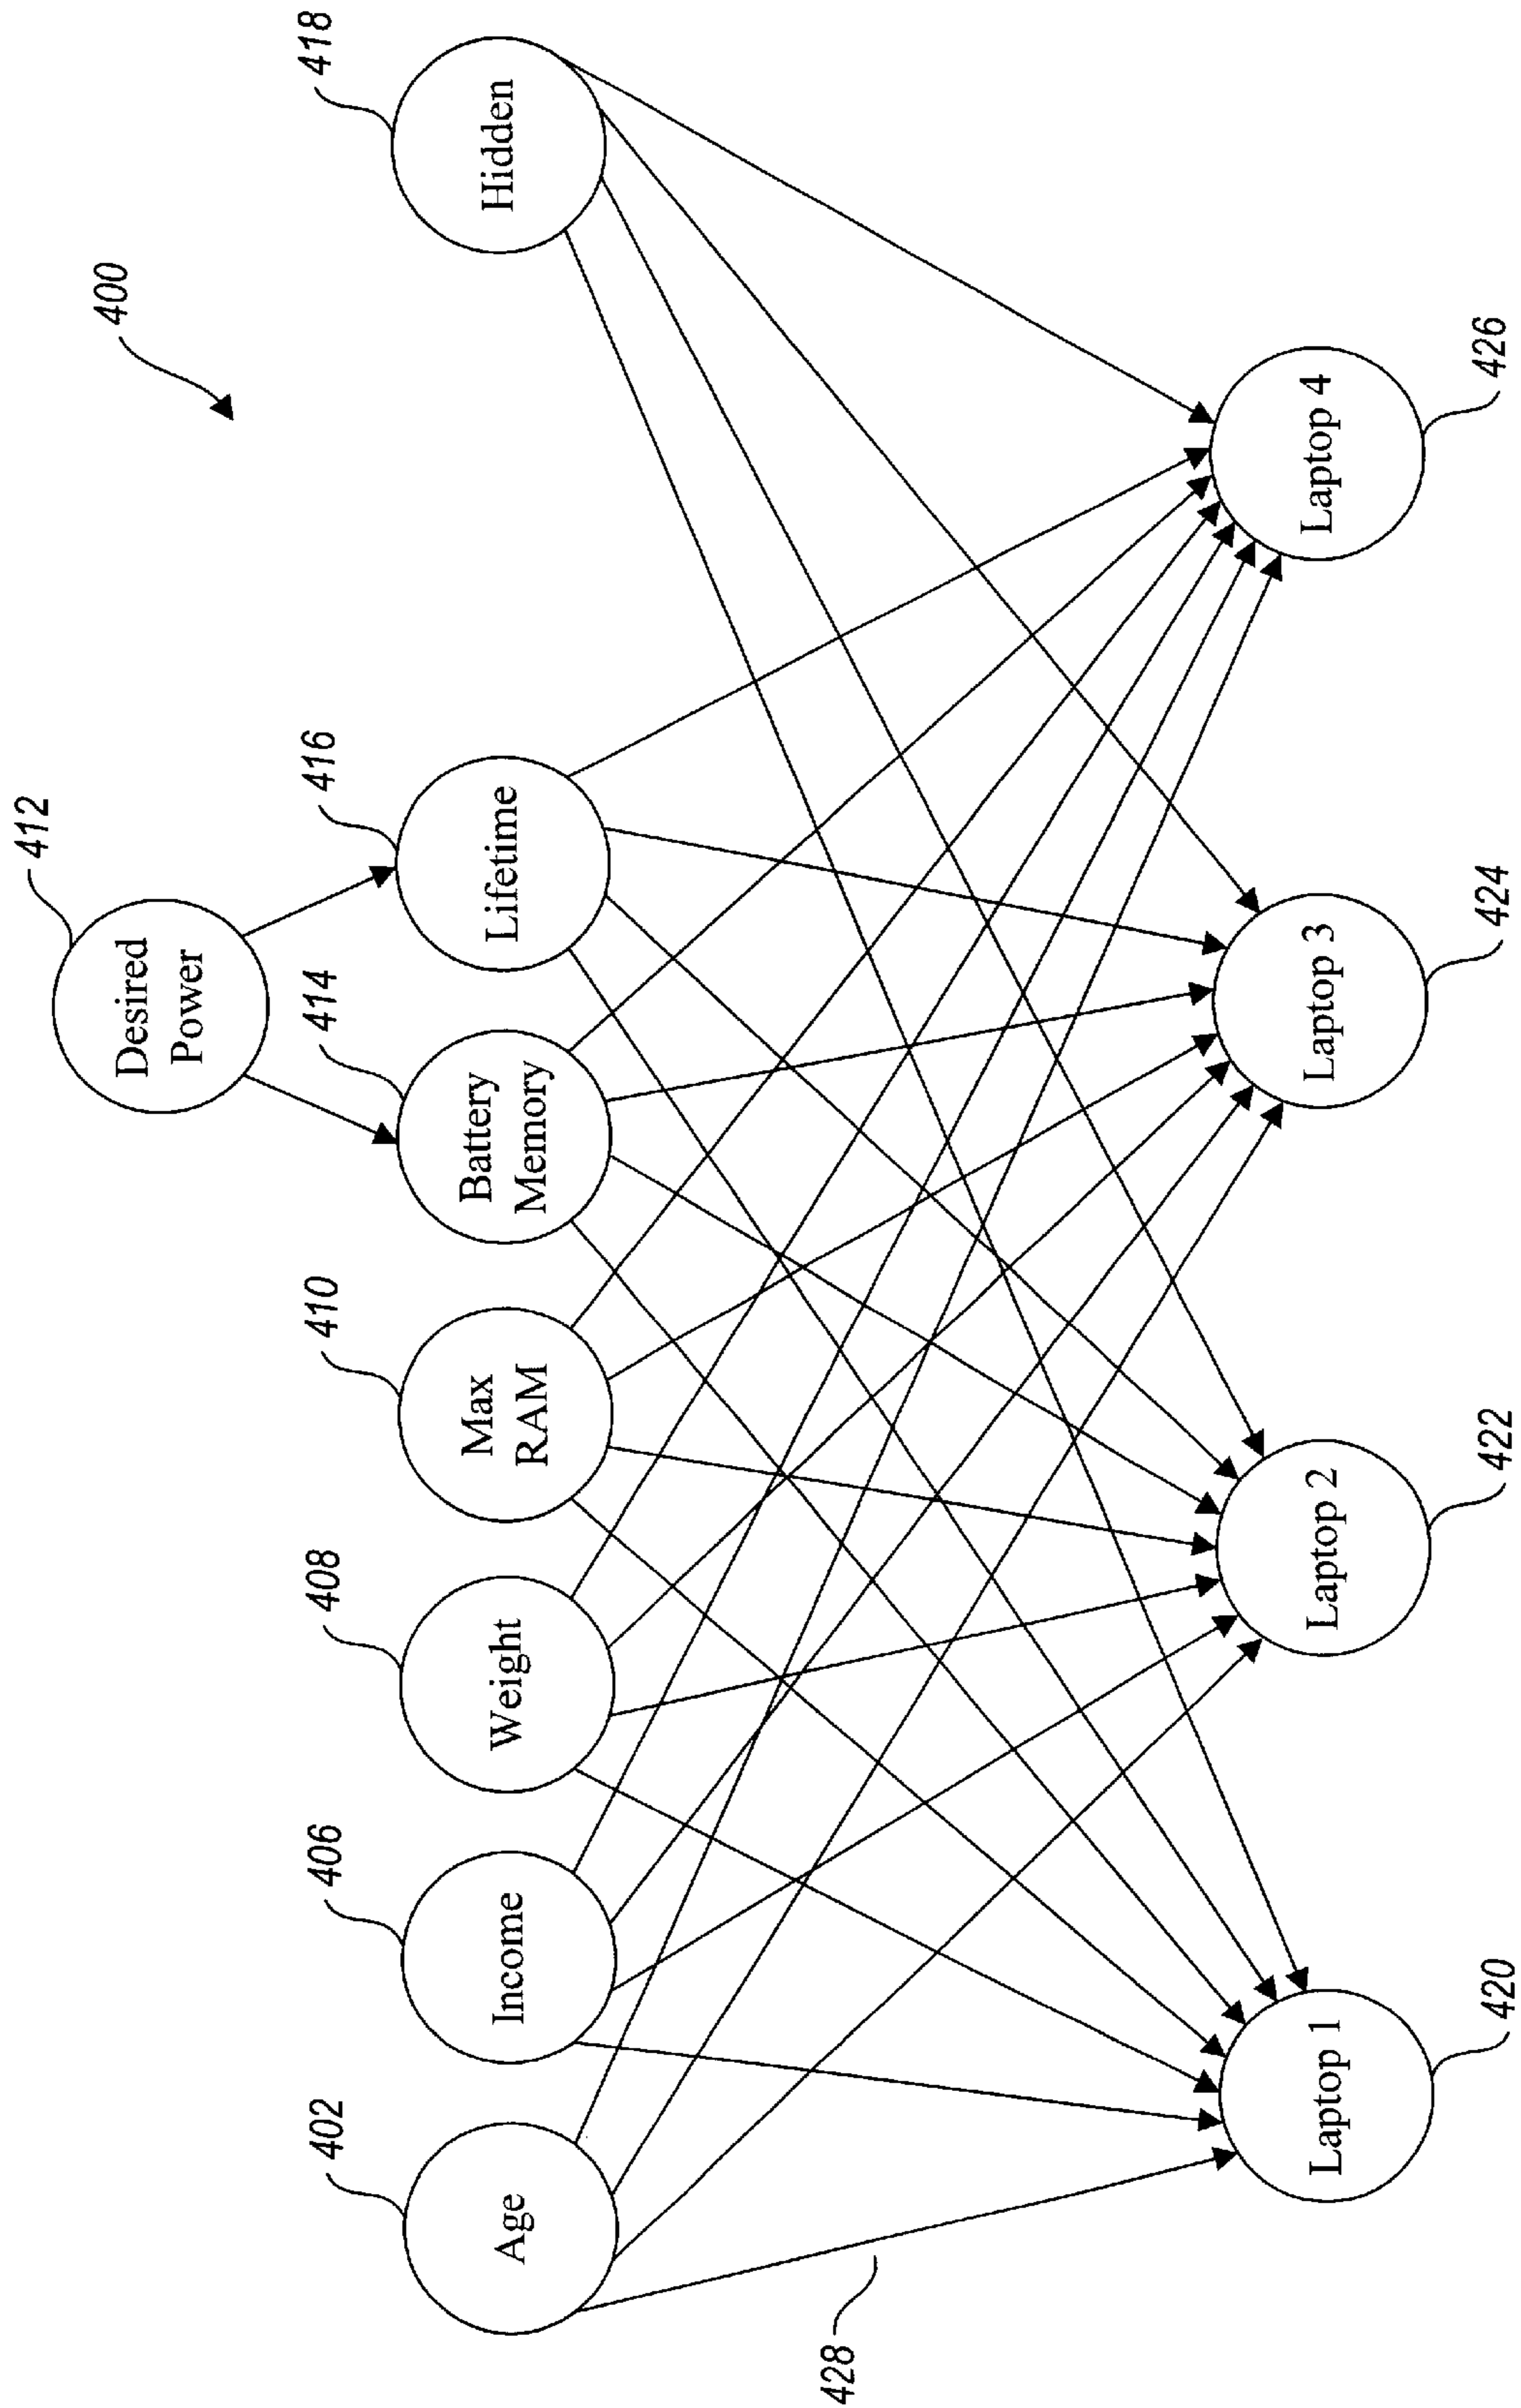 400
412
Desired
Power
402
406
408
410
414
416
418
Age
Income
Weight
Max
RAM
Battery
Memory
Lifetime
Hidden
428
Laptop 1
Laptop 2
Laptop 3
Laptop 4
420
422
424
426